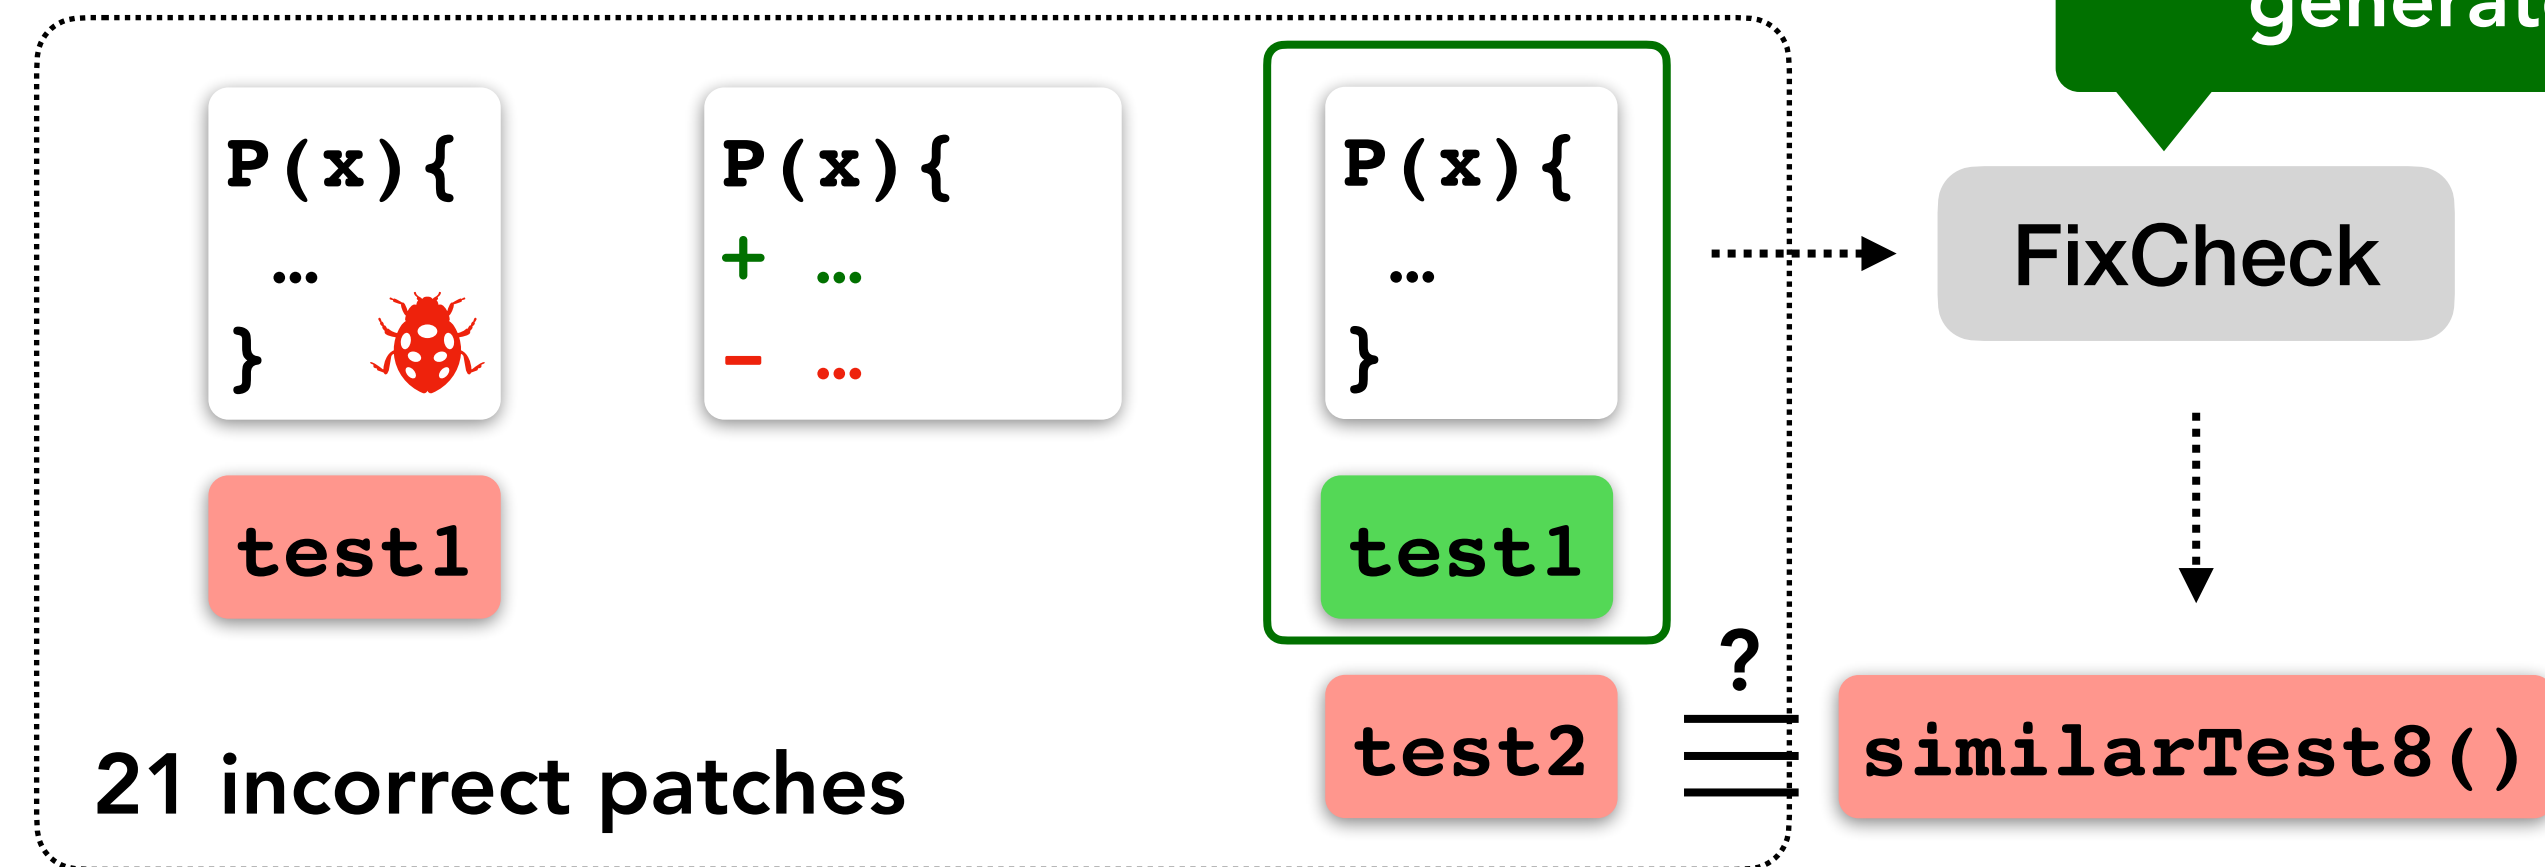 P(x){
…
}
test1
P(x){
+ …
- …
P(x){
…
}
test1
test2
21 incorrect patches
?
FixCheck
similarTest8()